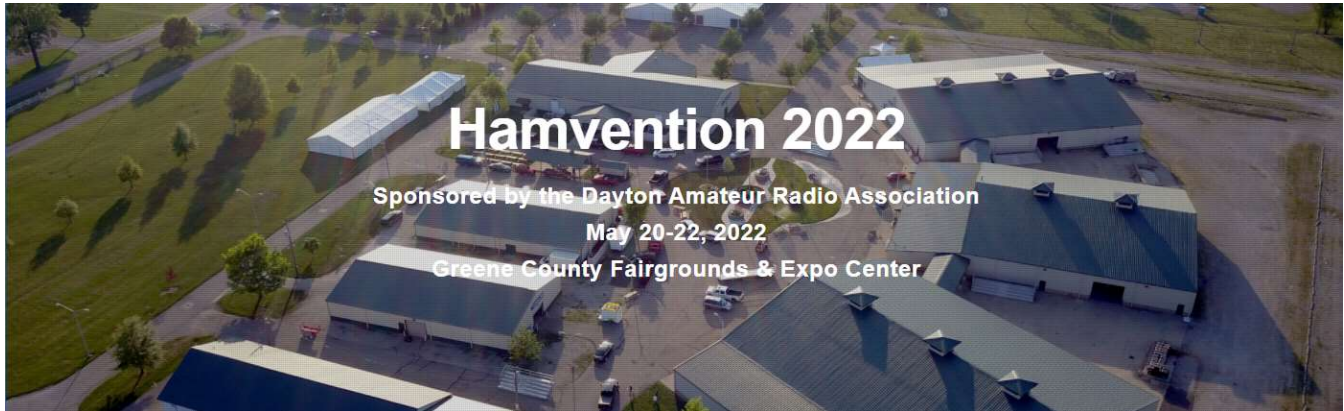 Hamvention 2022
Sponsored by the Dayton Amateur Radio Association
May 20-22, 2022
Greene County Fairgrounds & Expo Center